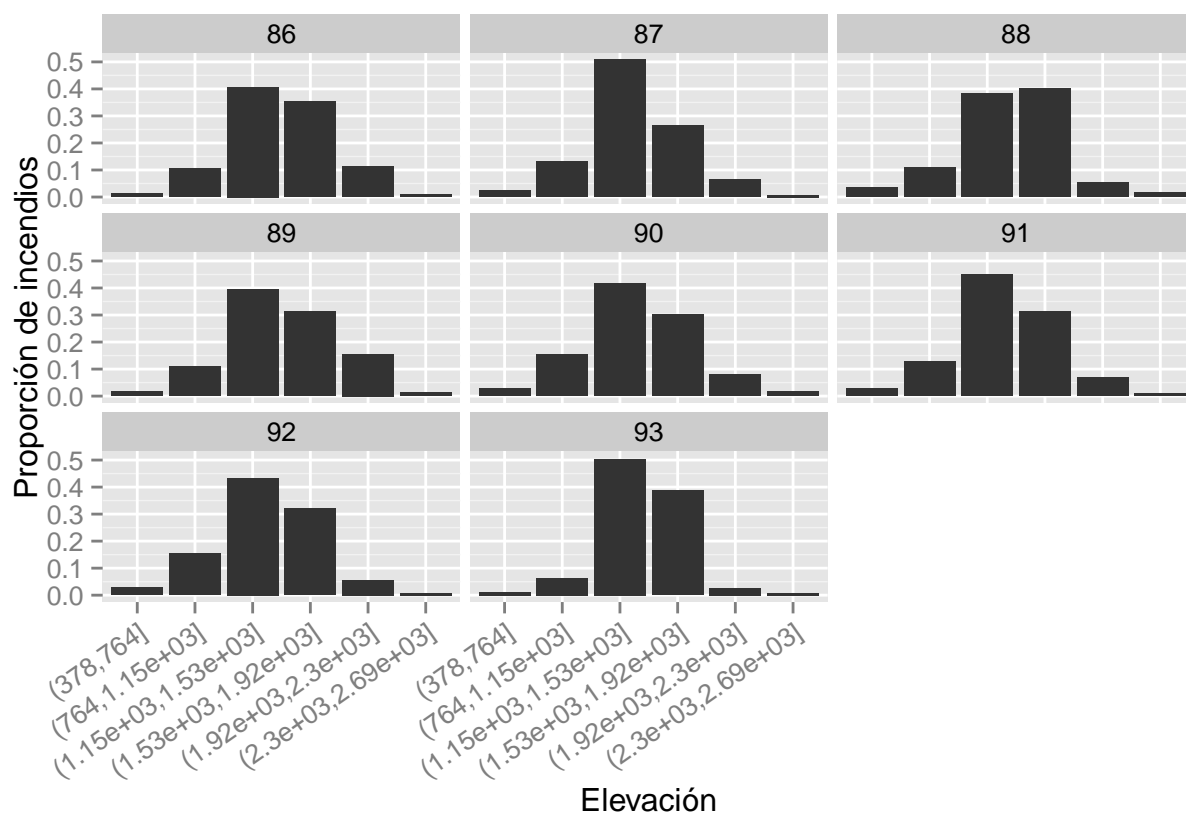 86
87
88
0.5
0.4
0.3
0.2
0.1
0.0
89
90
91
0.5
0.4
0.3
0.2
0.1
0.0
92
93
0.5
0.4
0.3
0.2
0.1
0.0
Proporción de incendios
(378,764]
(764,1.15e+03]
(1.15e+03,1.53e+03]
(1.53e+03,1.92e+03]
(1.92e+03,2.3e+03]
(2.3e+03,2.69e+03]
(378,764]
(764,1.15e+03]
(1.15e+03,1.53e+03]
(1.53e+03,1.92e+03]
(1.92e+03,2.3e+03]
(2.3e+03,2.69e+03]
Elevación